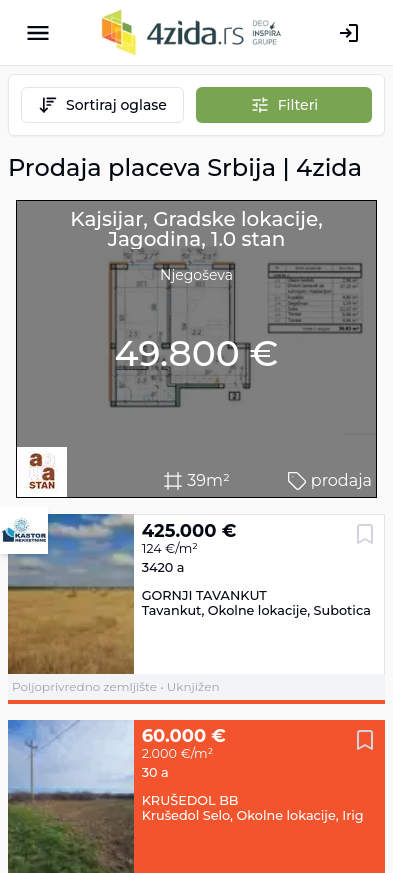 4zida.rs DEO INSPIRA GRUPE
Sortiraj oglase
Filteri
Prodaja placeva Srbija | 4zida
Kajsijar, Gradske lokacije,
Jagodina, 1.0 stan
Njegoševa
49.800 €
STAN
39m²
prodaja
KASTOR
NEKRETNINE
425.000 €
124 €/m²
3420 a
GORNJI TAVANKUT
Tavankut, Okolne lokacije, Subotica
Poljoprivredno zemljište • Uknjižen
60.000 €
2.000 €/m²
30 a
KRUŠEDOL BB
Krušedol Selo, Okolne lokacije, Irig